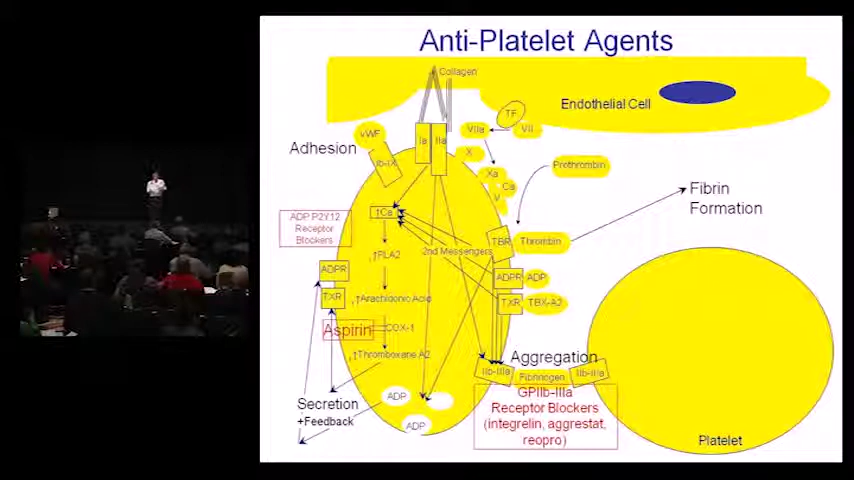 Anti-Platelet Agents
Collagen
Endothelial Cell
TF
VIIa
VII
vWF
Ia
IIa
Adhesion
Ib-IX
X
Xa
Ca
V
Prothrombin
Fibrin
Formation
ADP P2Y12
Receptor
Blockers
↑Ca
TBR
Thrombin
2nd Messengers
↑PLA2
ADPR
ADPR
ADP
TXR
↑Arachidonic Acid
TXR
TBX-A2
Aspirin
COX-1
↑Thromboxane A2
Aggregation
IIb-IIIa
Fibrinogen
IIb-IIIa
Secretion
+Feedback
ADP
ADP
GPIIb-IIIa
Receptor Blockers
(integrelin, aggrestat,
reopro)
Platelet